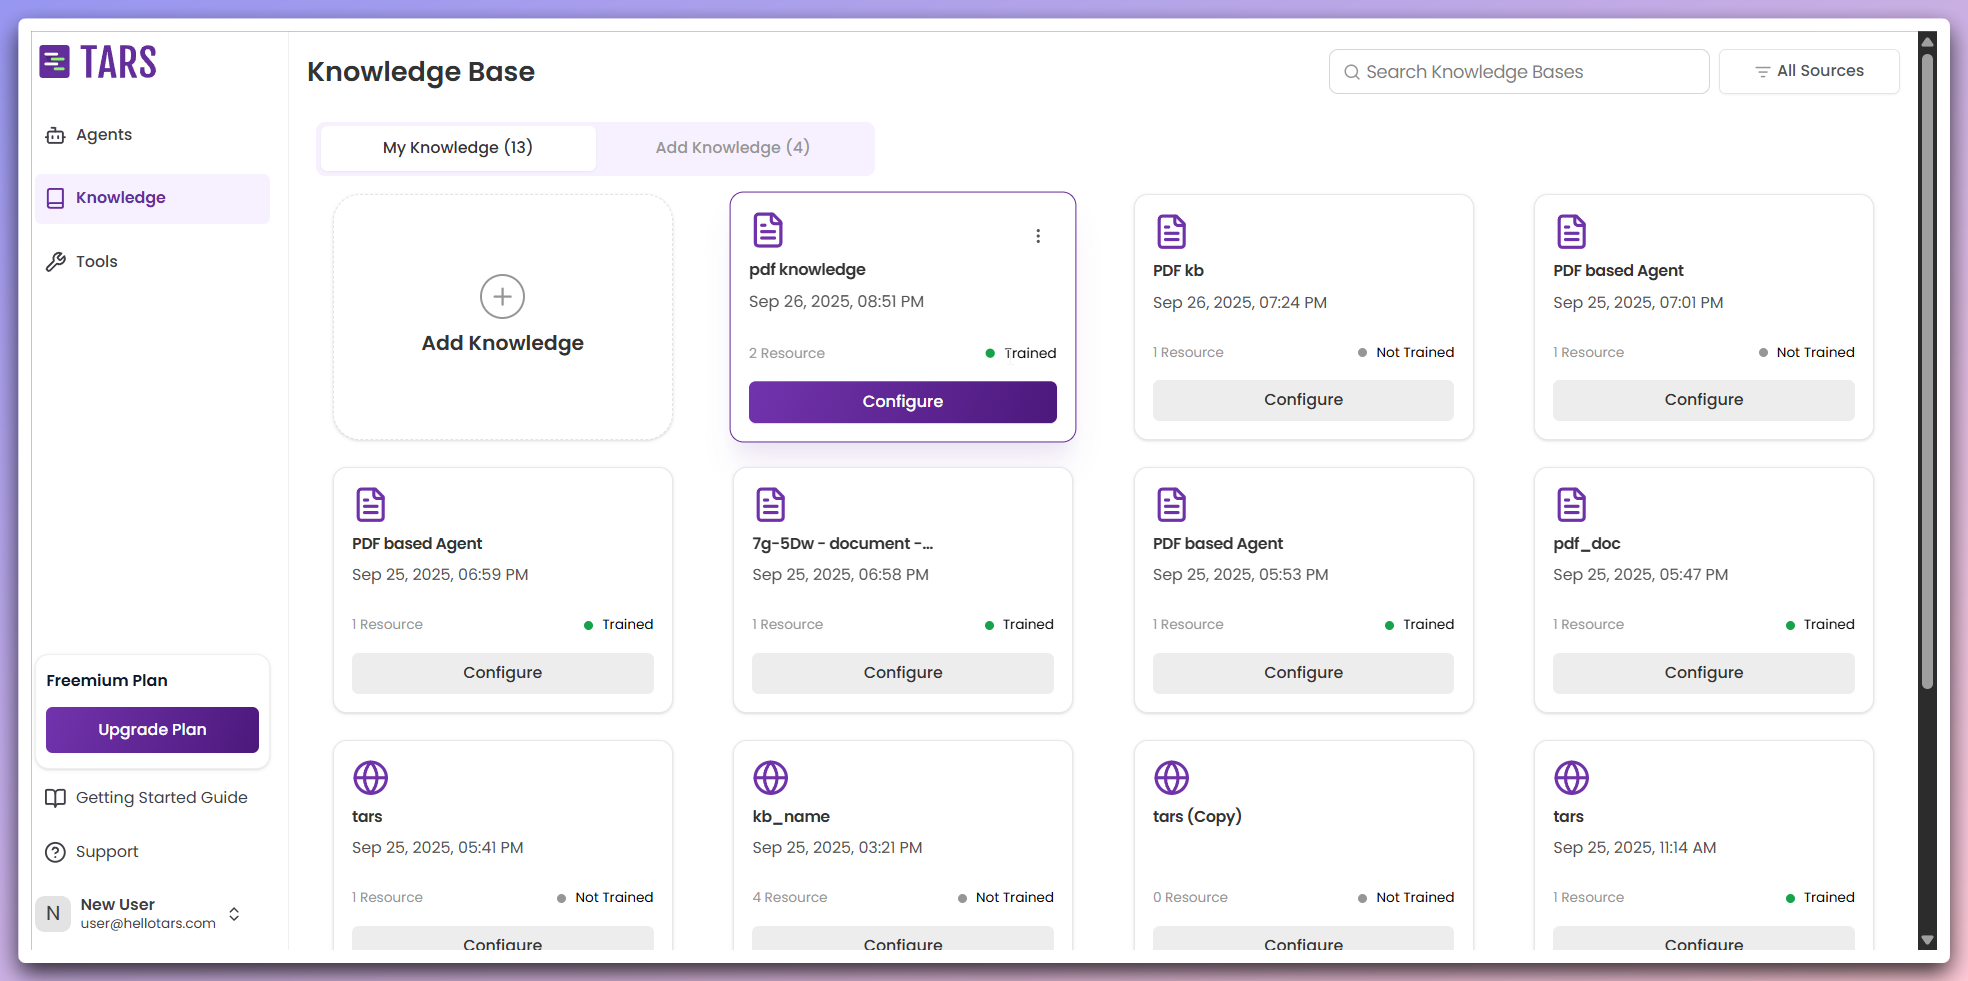 TARS
Agents
Knowledge
Tools
Freemium Plan
Upgrade Plan
Getting Started Guide
Support
N
New User
user@hellotars.com
Knowledge Base
Search Knowledge Bases
All Sources
My Knowledge (13)
Add Knowledge (4)
Add Knowledge
pdf knowledge
Sep 26, 2025, 08:51 PM
2 Resource
Trained
Configure
PDF kb
Sep 26, 2025, 07:24 PM
1 Resource
Not Trained
Configure
PDF based Agent
Sep 25, 2025, 07:01 PM
1 Resource
Not Trained
Configure
PDF based Agent
Sep 25, 2025, 06:59 PM
1 Resource
Trained
Configure
7g-5Dw - document -...
Sep 25, 2025, 06:58 PM
1 Resource
Trained
Configure
PDF based Agent
Sep 25, 2025, 05:53 PM
1 Resource
Trained
Configure
pdf_doc
Sep 25, 2025, 05:47 PM
1 Resource
Trained
Configure
tars
Sep 25, 2025, 05:41 PM
1 Resource
Not Trained
Configure
kb_name
Sep 25, 2025, 03:21 PM
4 Resource
Not Trained
Configure
tars (Copy)
Sep 25, 2025, 11:14 AM
0 Resource
Not Trained
Configure
tars
Sep 25, 2025, 11:14 AM
1 Resource
Trained
Configure